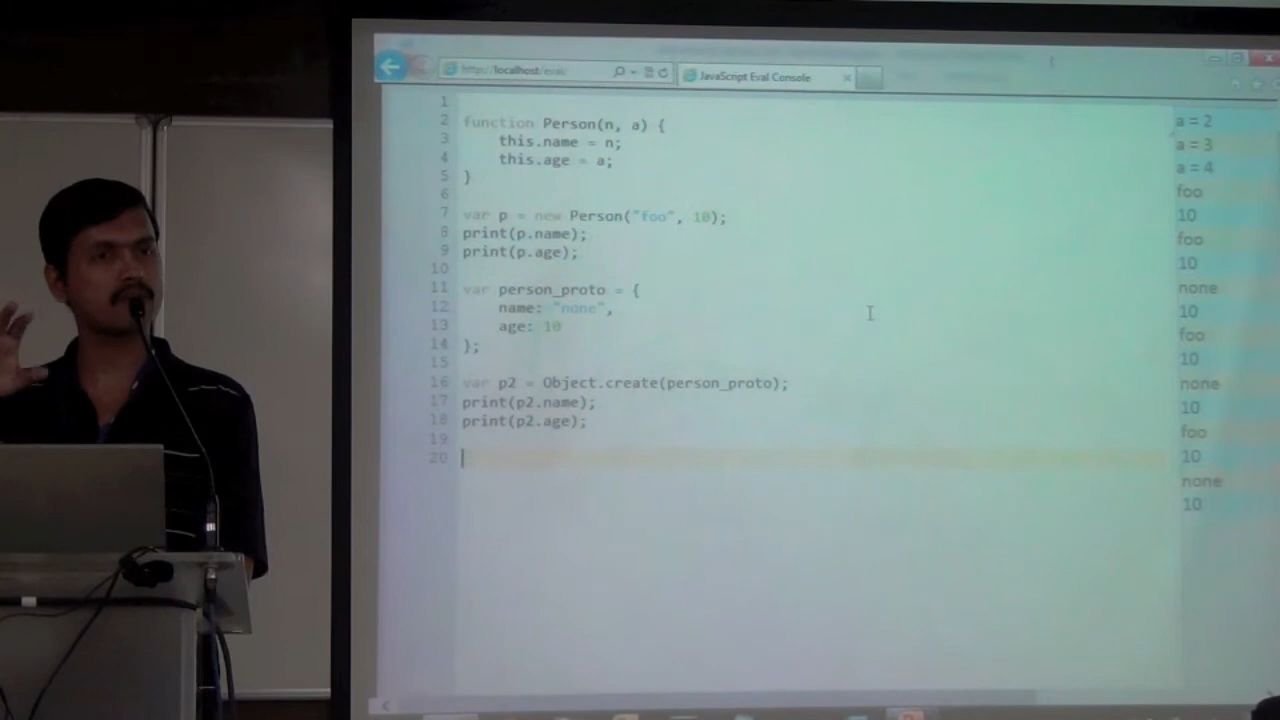 http://localhost/eval/
JavaScript Eval Console
1
2 function Person(n, a) {
3 this.name = n;
4 this.age = a;
5 }
6
7 var p = new Person("foo", 10);
8 print(p.name);
9 print(p.age);
10
11 var person_proto = {
12 name: "none",
13 age: 10
14 };
15
16 var p2 = Object.create(person_proto);
17 print(p2.name);
18 print(p2.age);
19
20
a = 2
a = 3
a = 4
foo
10
foo
10
none
10
foo
10
none
10
foo
10
none
10